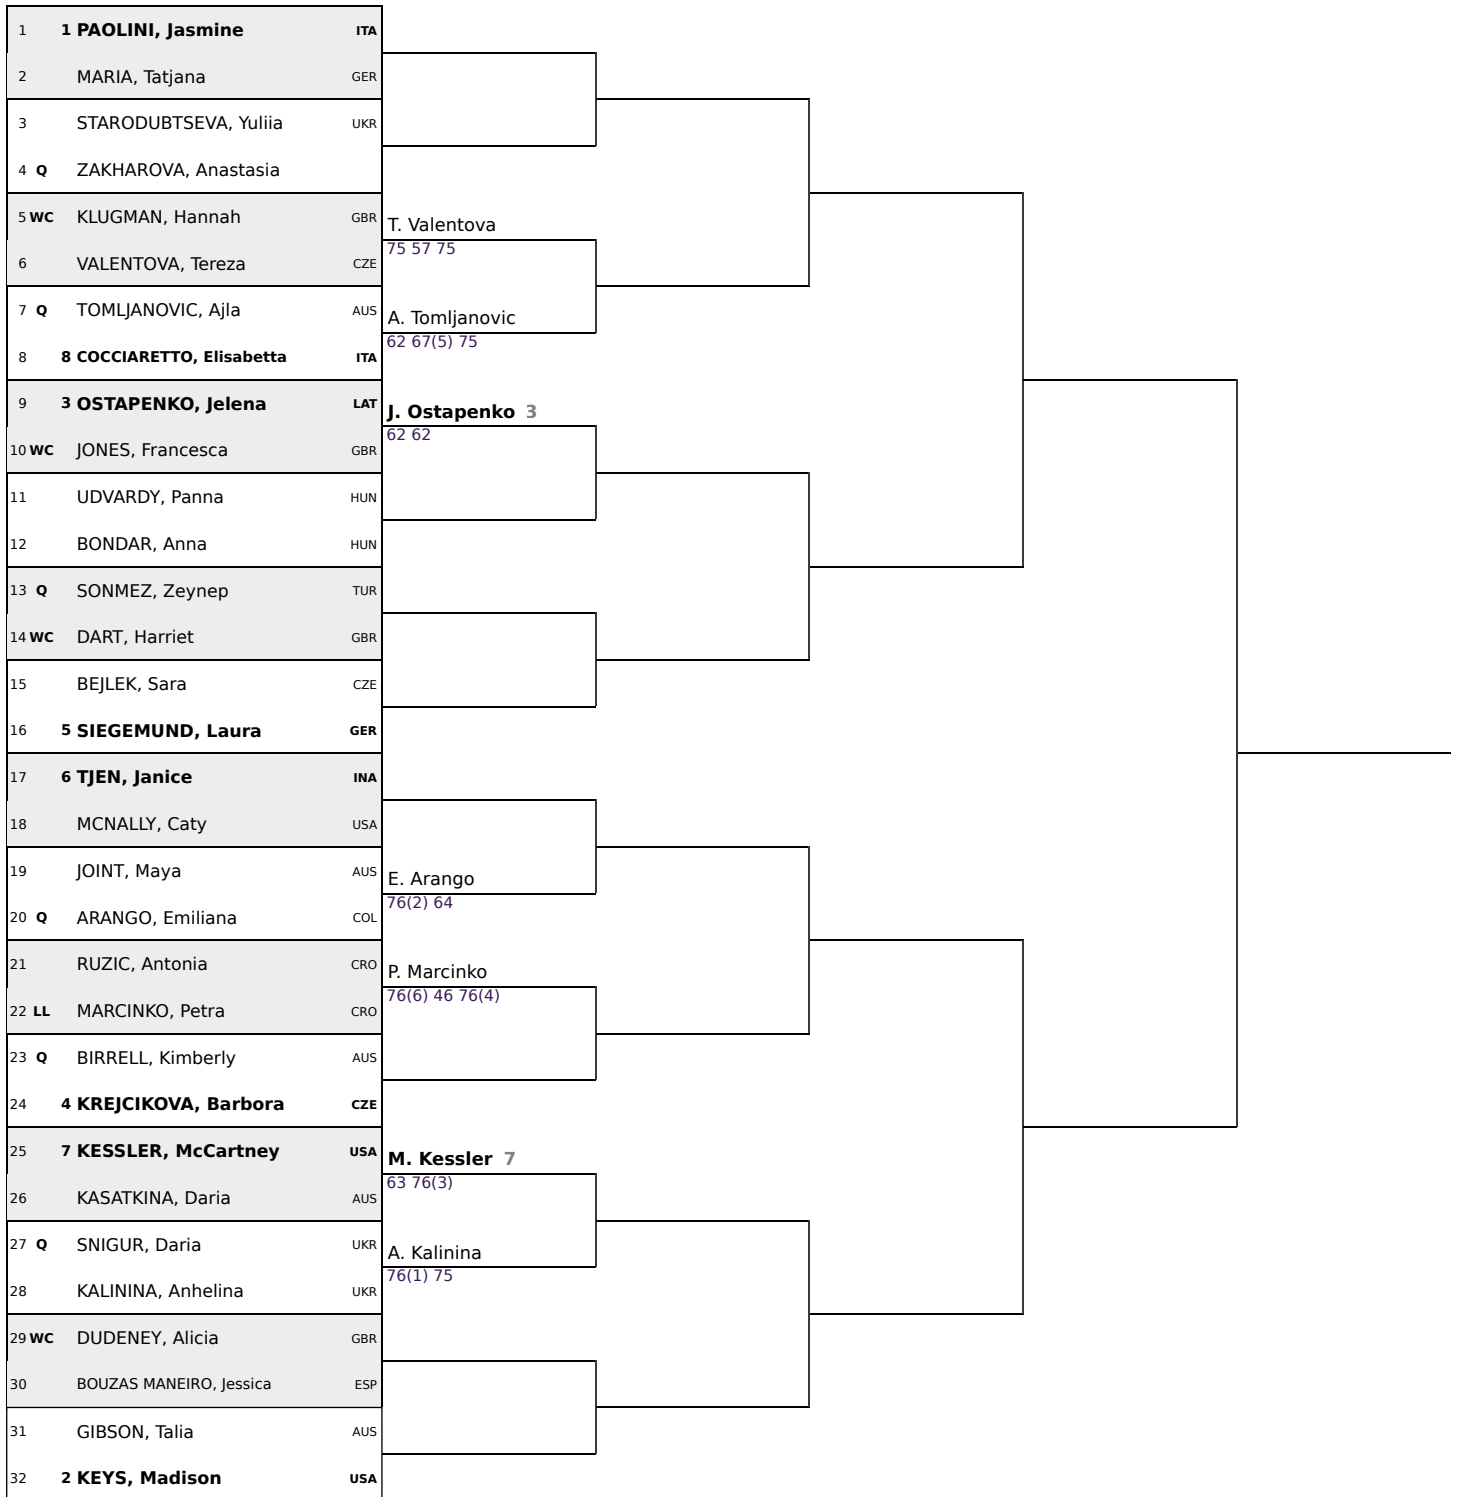 1 1 PAOLINI, Jasmine ITA
2 MARIA, Tatjana GER
3 STARODUBTSEVA, Yuliia UKR
4 Q ZAKHAROVA, Anastasia
5 WC KLUGMAN, Hannah GBR
T. Valentova
75 57 75
6 VALENTOVA, Tereza CZE
7 Q TOMLJANOVIC, Ajla AUS
A. Tomljanovic
62 67(5) 75
8 8 COCCIARETTO, Elisabetta ITA
9 3 OSTAPENKO, Jelena LAT
J. Ostapenko 3
62 62
10 WC JONES, Francesca GBR
11 UDVARDY, Panna HUN
12 BONDAR, Anna HUN
13 Q SONMEZ, Zeynep TUR
14 WC DART, Harriet GBR
15 BEJLEK, Sara CZE
16 5 SIEGEMUND, Laura GER
17 6 TJEN, Janice INA
18 MCNALLY, Caty USA
19 JOINT, Maya AUS
E. Arango
76(2) 64
20 Q ARANGO, Emiliana COL
21 RUZIC, Antonia CRO
P. Marcinko
76(6) 46 76(4)
22 LL MARCINKO, Petra CRO
23 Q BIRRELL, Kimberly AUS
24 4 KREJCIKOVA, Barbora CZE
25 7 KESSLER, McCartney USA
M. Kessler 7
63 76(3)
26 KASATKINA, Daria AUS
27 Q SNIGUR, Daria UKR
A. Kalinina
76(1) 75
28 KALININA, Anhelina UKR
29 WC DUDENEY, Alicia GBR
30 BOUZAS MANEIRO, Jessica ESP
31 GIBSON, Talia AUS
32 2 KEYS, Madison USA